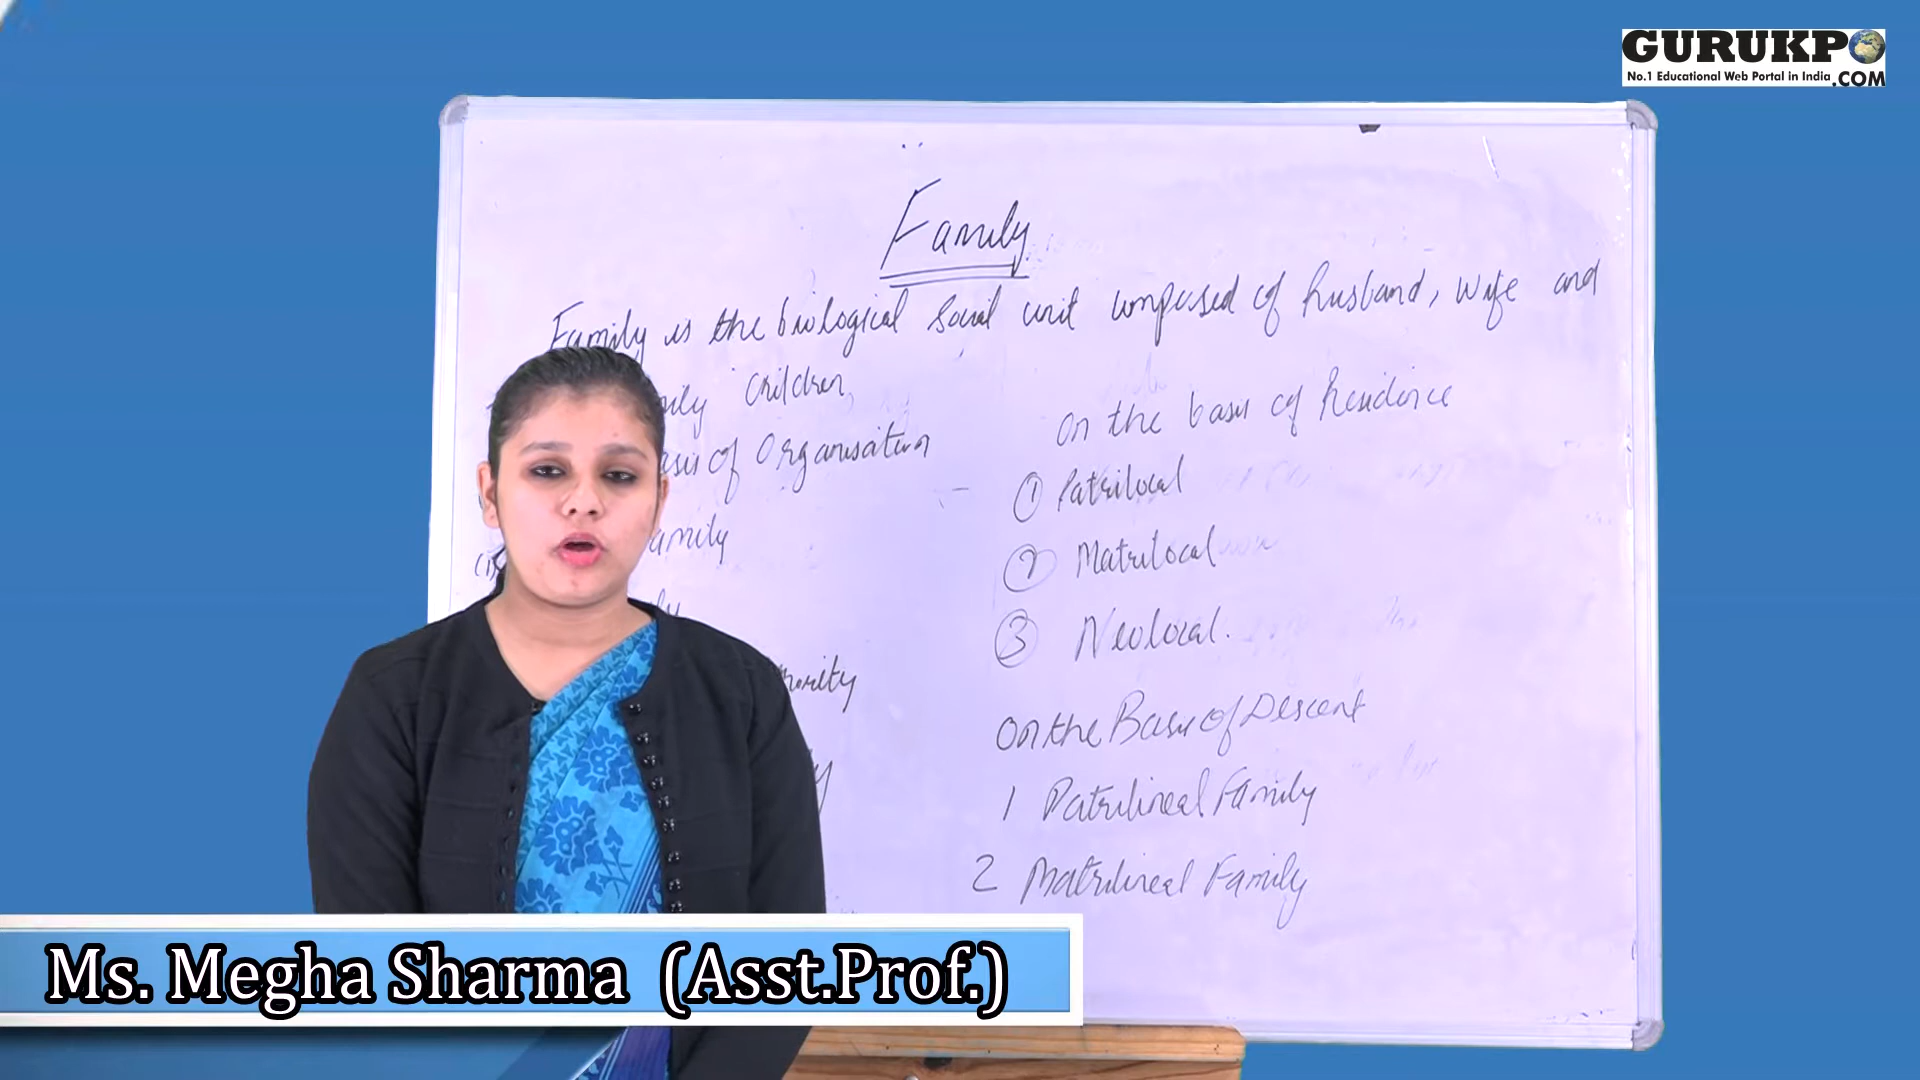 GURUKPO
No.1 Educational Web Portal in India .COM
Family
Family is the biological social unit composed of husband, wife and
Children
On the basis of Residence
of Organisation
① Patrilocal
② Matrilocal
③ Neolocal.
On the Basis Of Descent
1 Patrilineal Family
2 Matrilineal Family
Ms. Megha Sharma (Asst.Prof.)